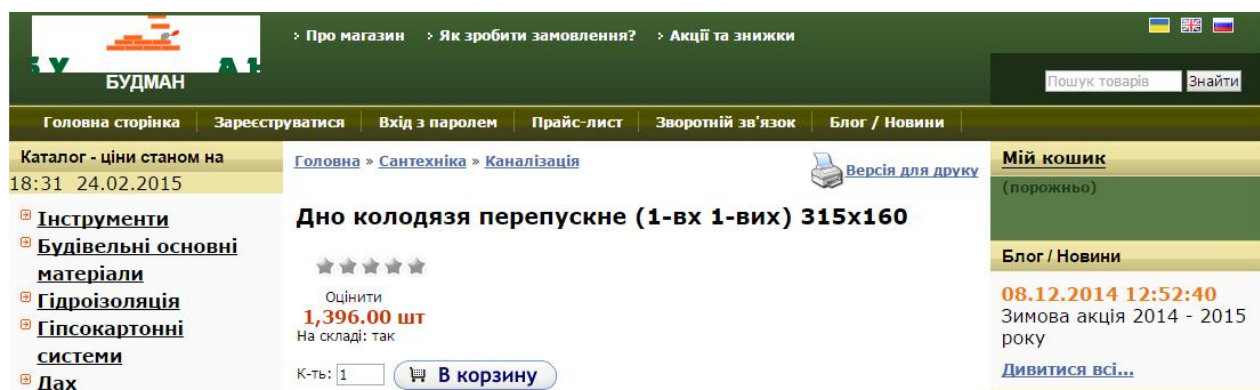 › Про магазин › Як зробити замовлення? › Акції та знижки
БУДМАН
Пошук товарів Знайти
Головна сторінка Зареєструватися Вхід з паролем Прайс-лист Зворотній зв'язок Блог / Новини
Каталог - ціни станом на
18:31 24.02.2015
Інструменти
Будівельні основні
матеріали
Гідроізоляція
Гіпсокартонні
системи
Дах
Головна » Сантехніка » Каналізація
Версія для друку
Дно колодязя перепускне (1-вх 1-вих) 315х160
Оцінити
1,396.00 шт
На складі: так
К-ть: 1 В корзину
Мій кошик
(порожньо)
Блог / Новини
08.12.2014 12:52:40
Зимова акція 2014 - 2015
року
Дивитися всі...